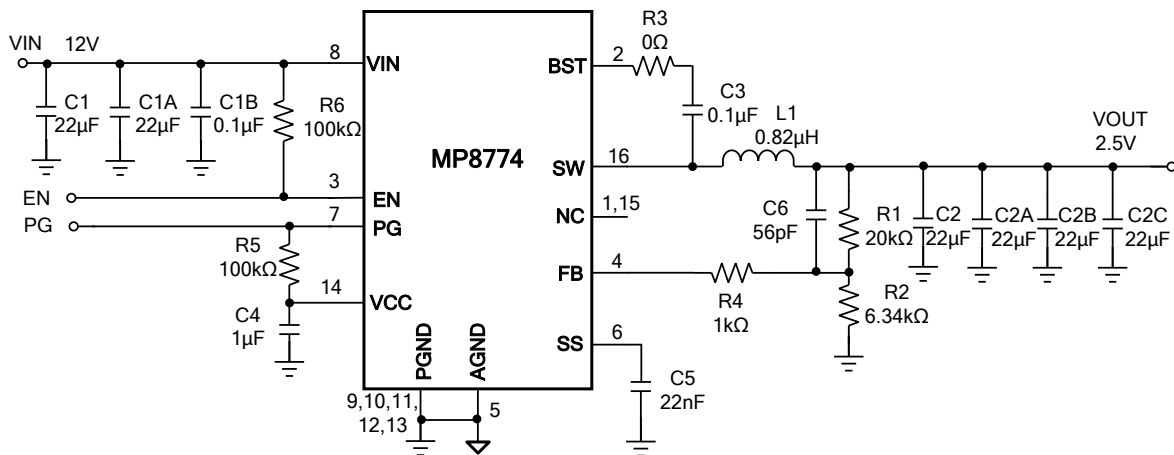 VIN 12V
C1
22µF
C1A
22µF
C1B
0.1µF
R6
100kΩ
EN
PG
R5
100kΩ
C4
1µF
8
3
7
14
VIN
EN
PG
VCC
MP8774
PGND
AGND
BST
SW
NC
FB
SS
9,10,11,
12,13
5
2
16
1,15
4
6
R3
0Ω
C3
0.1µF
L1
0.82µH
C6
56pF
R1
20kΩ
R4
1kΩ
R2
6.34kΩ
C5
22nF
C2
22µF
C2A
22µF
C2B
22µF
C2C
22µF
VOUT
2.5V